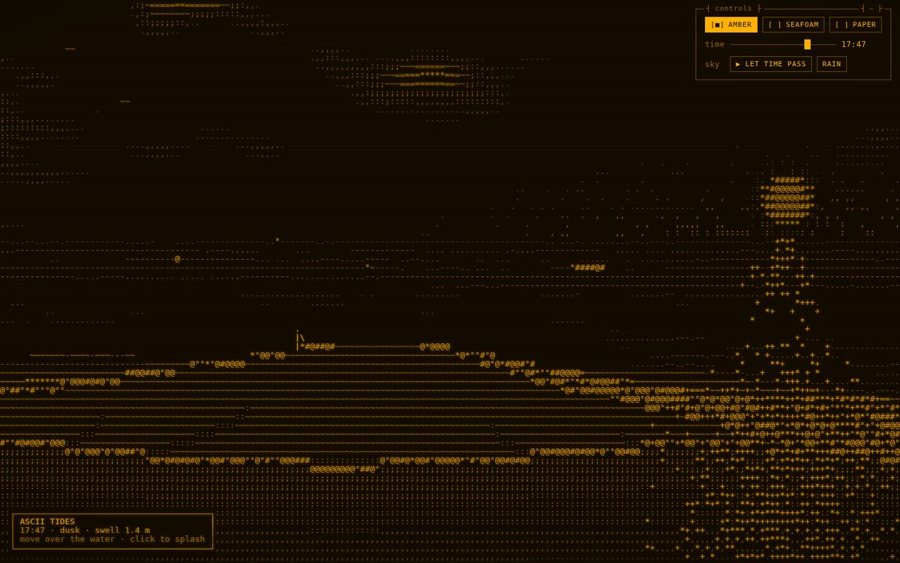 controls
[■] AMBER [ ] SEAFOAM [ ] PAPER
time 17:47
sky ▶ LET TIME PASS RAIN
ASCII TIDES
17:47 · dusk · swell 1.4 m
move over the water · click to splash